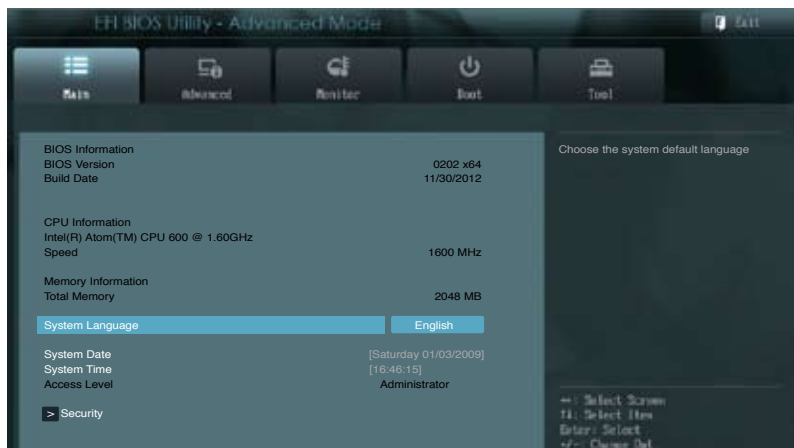 EFI BIOS Utility - Advanced Mode
Exit
Main
Advanced
Monitor
Boot
Tool
BIOS Information
BIOS Version 0202 x64
Build Date 11/30/2012
CPU Information
Intel(R) Atom(TM) CPU 600 @ 1.60GHz
Speed 1600 MHz
Memory Information
Total Memory 2048 MB
System Language English
System Date [Saturday 01/03/2009]
System Time [16:46:15]
Access Level Administrator
> Security
Choose the system default language
↔: Select Screen
↑↓: Select Item
Enter: Select
+/-: Change Opt